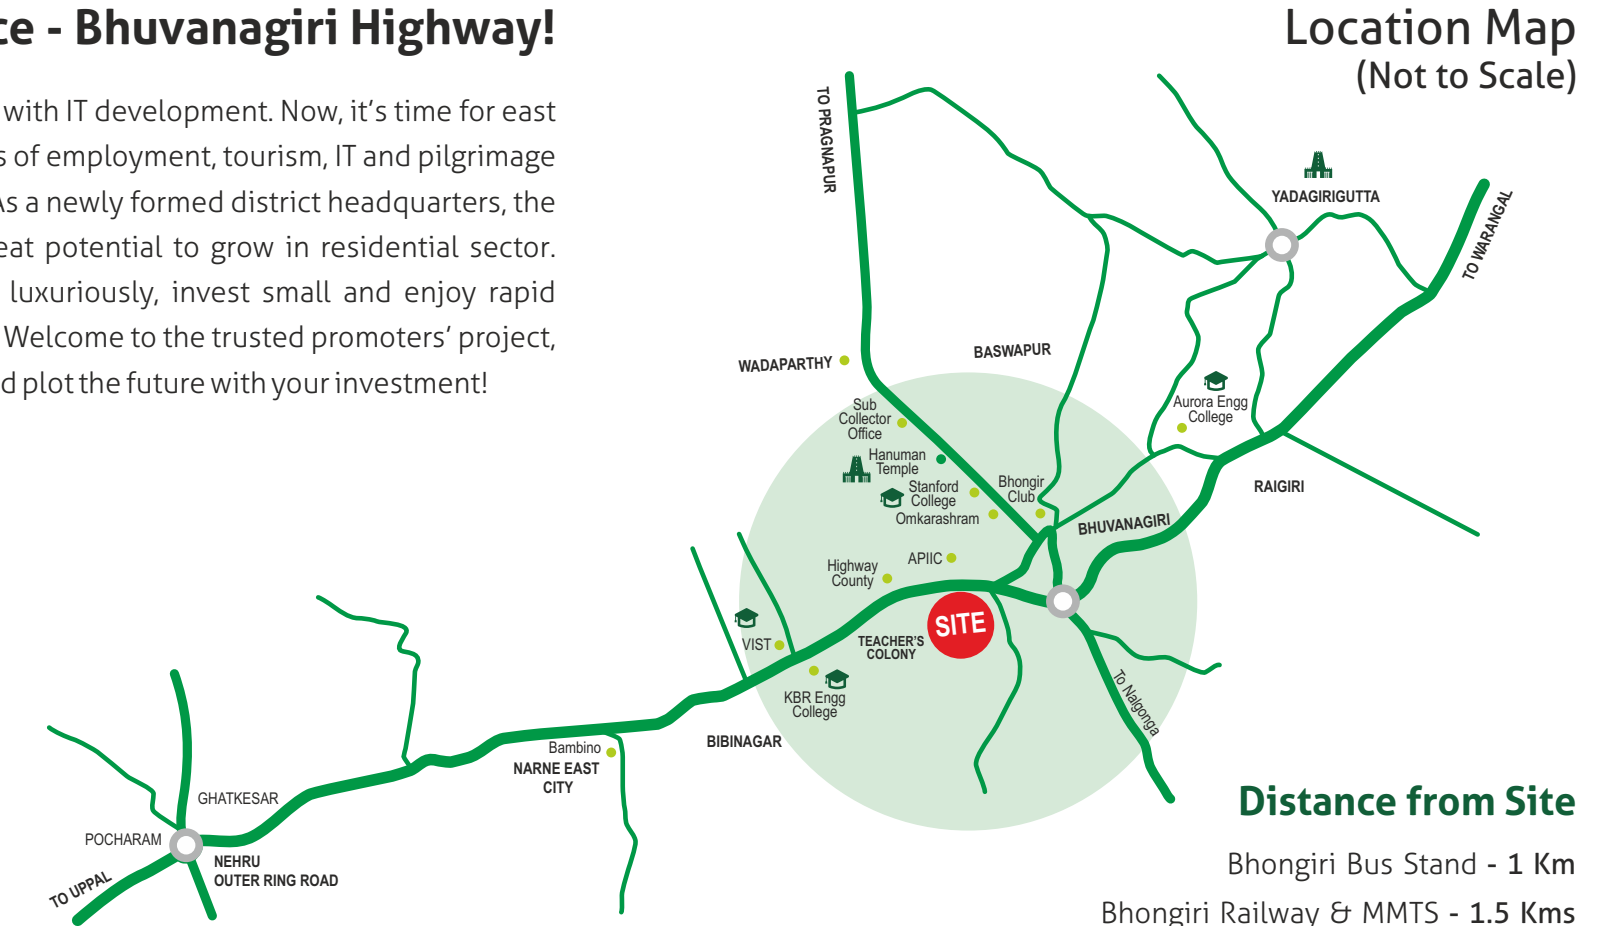 ce - Bhuvanagiri Highway!
with IT development. Now, it's time for east
s of employment, tourism, IT and pilgrimage
As a newly formed district headquarters, the
eat potential to grow in residential sector.
luxuriously, invest small and enjoy rapid
Welcome to the trusted promoters' project,
d plot the future with your investment!
Location Map
(Not to Scale)
TO PRAGNAPUR
YADAGIRIGUTTA
TO WARANGAL
WADAPARTHY
BASWAPUR
Sub
Collector
Office
Aurora Engg
College
Hanuman
Temple
Stanford
College
Bhongir
Club
Omkarashram
RAIGIRI
BHUVANAGIRI
APIIC
Highway
County
SITE
TEACHER'S
COLONY
VIST
KBR Engg
College
To Nalgonga
BIBINAGAR
Bambino
NARNE EAST
CITY
GHATKESAR
POCHARAM
NEHRU
OUTER RING ROAD
TO UPPAL
Distance from Site
Bhongiri Bus Stand - 1 Km
Bhongiri Railway & MMTS - 1.5 Kms